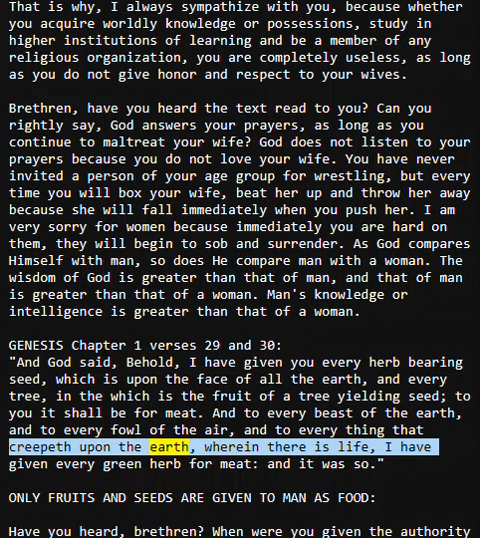 That is why, I always sympathize with you, because whether
you acquire worldly knowledge or possessions, study in
higher institutions of learning and be a member of any
religious organization, you are completely useless, as long
as you do not give honor and respect to your wives.
Brethren, have you heard the text read to you? Can you
rightly say, God answers your prayers, as long as you
continue to maltreat your wife? God does not listen to your
prayers because you do not love your wife. You have never
invited a person of your age group for wrestling, but every
time you will box your wife, beat her up and throw her away
because she will fall immediately when you push her. I am
very sorry for women because immediately you are hard on
them, they will begin to sob and surrender. As God compares
Himself with man, so does He compare man with a woman. The
wisdom of God is greater than that of man, and that of man
is greater than that of a woman. Man's knowledge or
intelligence is greater than that of a woman.
GENESIS Chapter 1 verses 29 and 30:
"And God said, Behold, I have given you every herb bearing
seed, which is upon the face of all the earth, and every
tree, in the which is the fruit of a tree yielding seed; to
you it shall be for meat. And to every beast of the earth,
and to every fowl of the air, and to every thing that
creepeth upon the earth, wherein there is life, I have
given every green herb for meat: and it was so."
ONLY FRUITS AND SEEDS ARE GIVEN TO MAN AS FOOD:
Have you heard, brethren? When were you given the authority